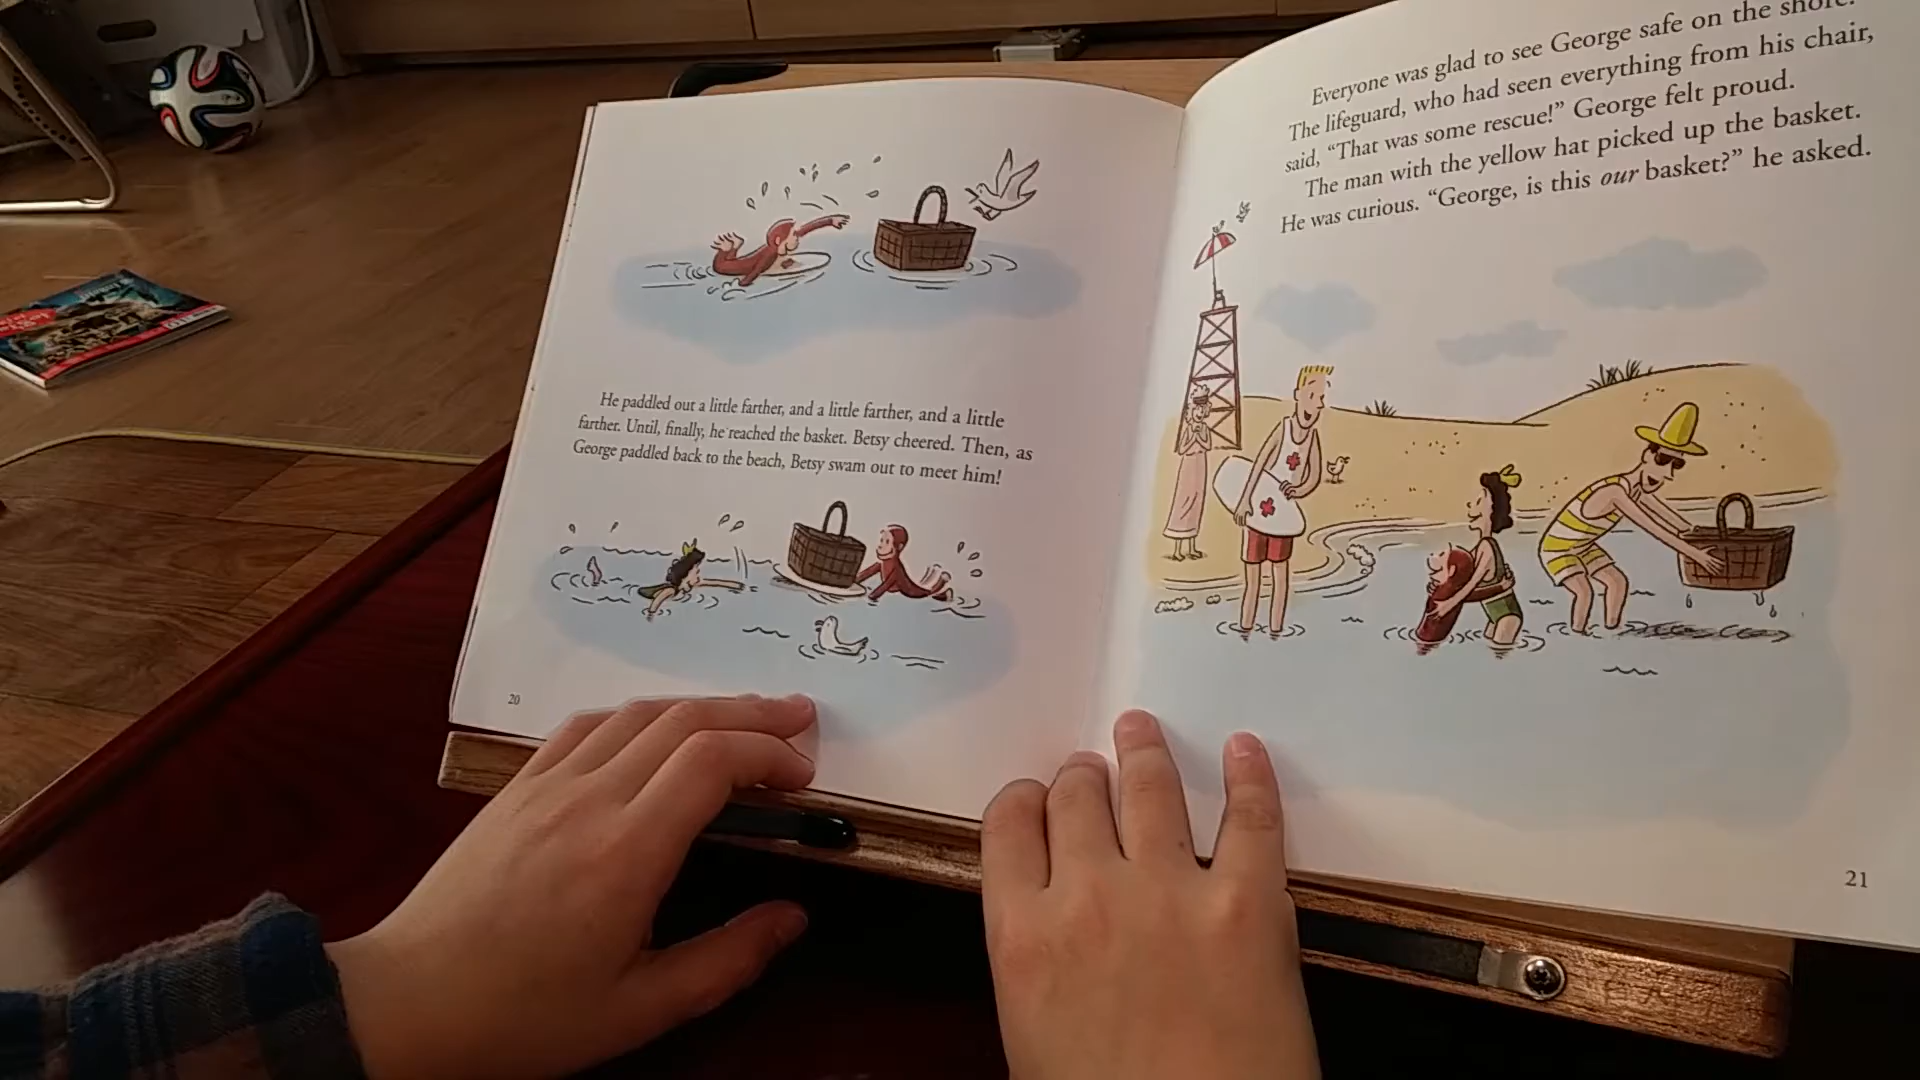 He paddled out a little farther, and a little farther, and a little
farther. Until, finally, he reached the basket. Betsy cheered. Then, as
George paddled back to the beach, Betsy swam out to meet him!
20
Everyone was glad to see George safe on the shore.
The lifeguard, who had seen everything from his chair,
said, “That was some rescue!” George felt proud.
The man with the yellow hat picked up the basket.
He was curious. “George, is this our basket?” he asked.
21